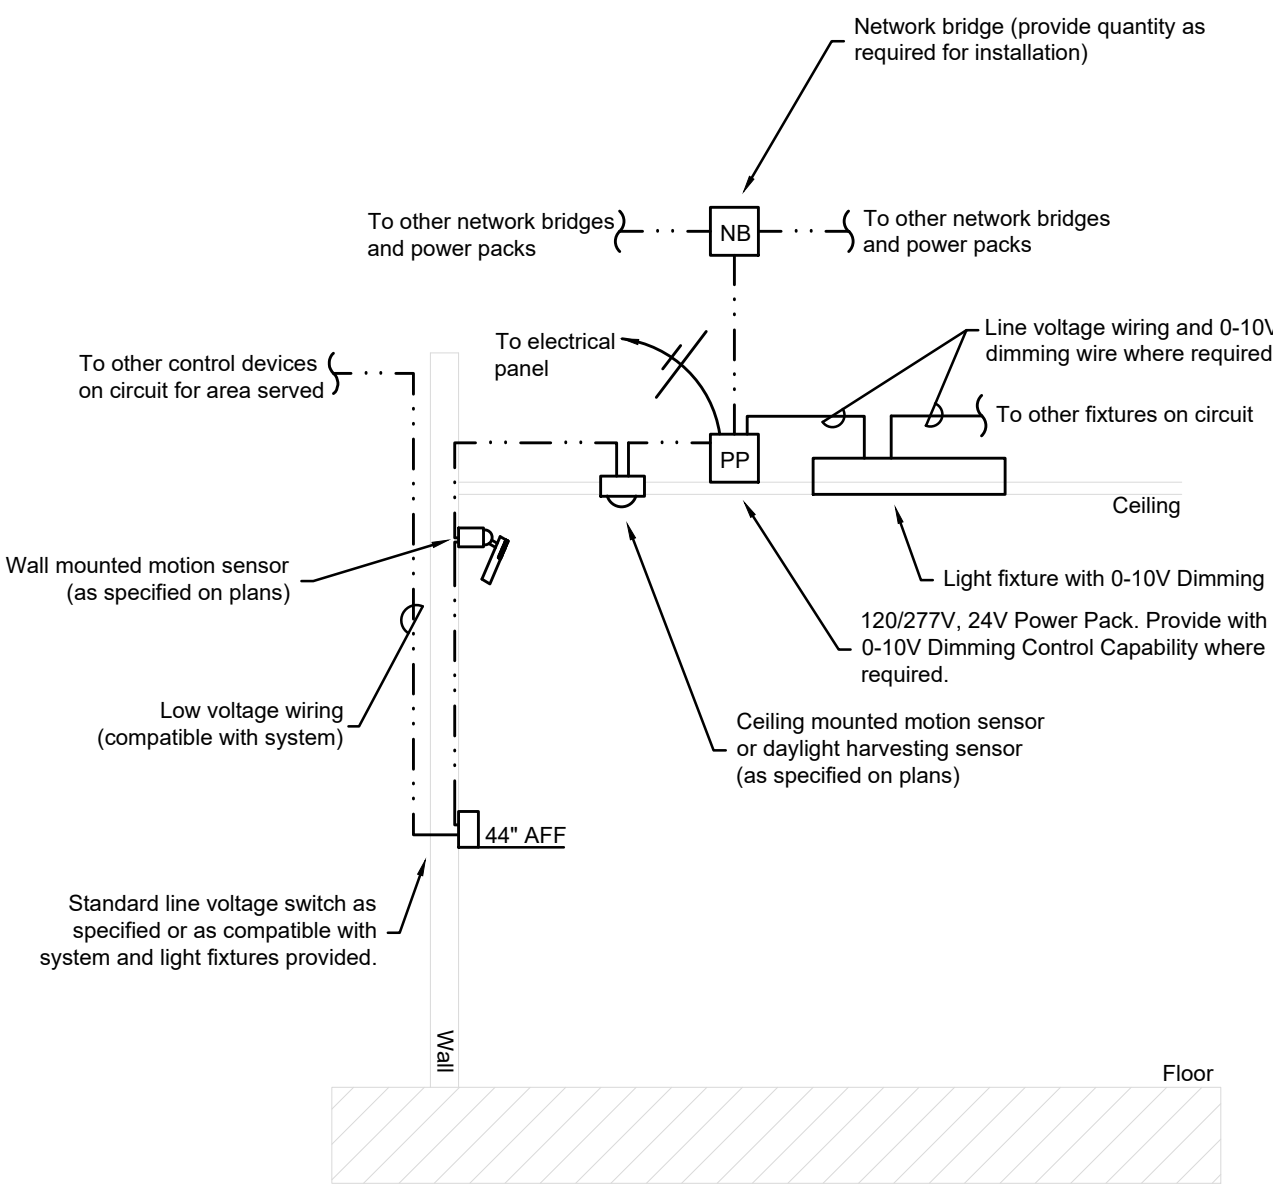 Network bridge (provide quantity as
required for installation)
To other network bridges
and power packs
NB
To other network bridges
and power packs
To electrical
panel
Line voltage wiring and 0-10V
dimming wire where required
To other control devices
on circuit for area served
To other fixtures on circuit
PP
Ceiling
Wall mounted motion sensor
(as specified on plans)
Light fixture with 0-10V Dimming
120/277V, 24V Power Pack. Provide with
0-10V Dimming Control Capability where
required.
Low voltage wiring
(compatible with system)
Ceiling mounted motion sensor
or daylight harvesting sensor
(as specified on plans)
44" AFF
Standard line voltage switch as
specified or as compatible with
system and light fixtures provided.
Wall
Floor